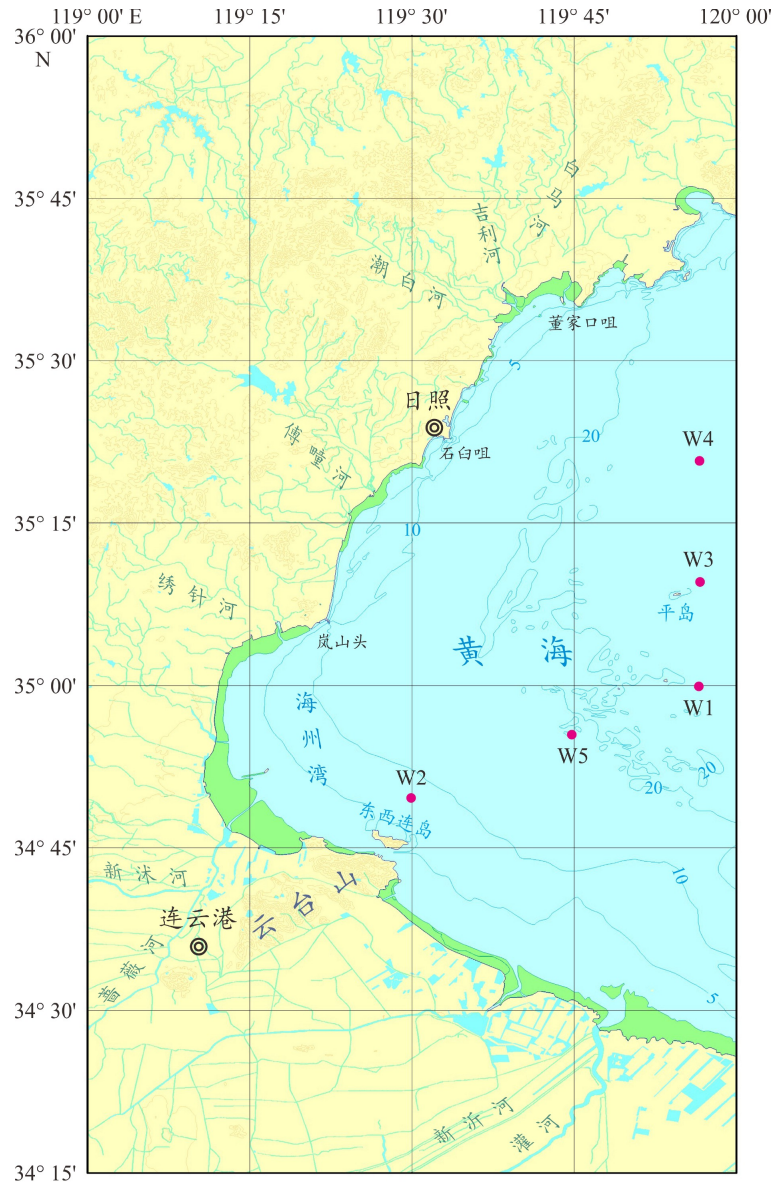 119° 00' E
119° 15'
119° 30'
119° 45'
120° 00'
36° 00'
N
35° 45'
35° 30'
35° 15'
35° 00'
34° 45'
34° 30'
34° 15'
白马河
吉利河
潮白河
董家口咀
5
日照
20
石臼咀
W4
傅疃河
10
W3
绣针河
平岛
岚山头
黄海
W1
海州湾
W5
20
20
W2
东西连岛
新沭河
云台山
10
连云港
蔷薇河
5
新沂河
灌河